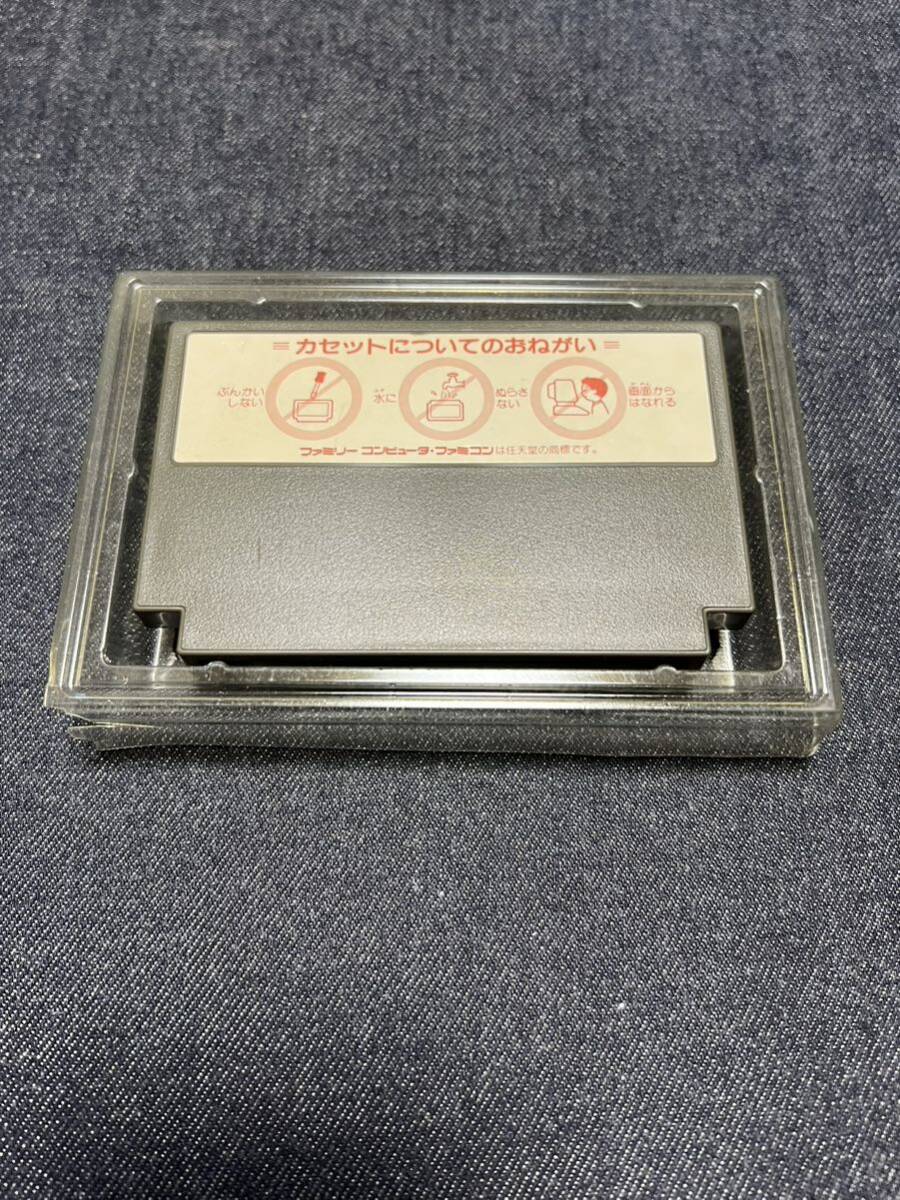 カセットについてのおねがい
ぶんかい
しない
水に
ぬらさ
ない
画面から
はなれる
ファミリーコンピュータ・ファミコンは任天堂の商標です。